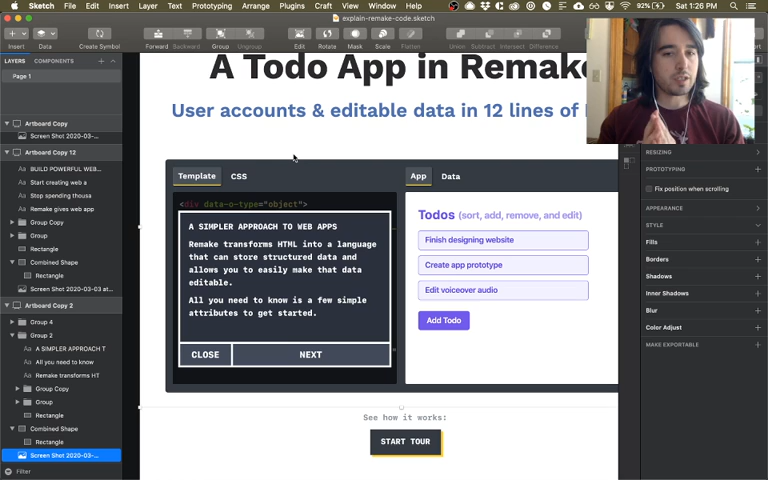 Sketch File Edit Insert Layer Text Prototyping Arrange Plugins Craft View Window Help
92% Sat 1:26 PM
explain-remake-code.sketch
Insert Data Create Symbol Forward Backward Group Ungroup Edit Rotate Mask Scale Flatten Union Subtract Intersect Difference
LAYERS COMPONENTS
Page 1
Artboard Copy
Screen Shot 2020-03-...
Artboard Copy 12
BUILD POWERFUL WEB...
Start creating web a
Stop spending thousa
Remake gives web app
Group Copy
Group
Rectangle
Combined Shape
Rectangle
Screen Shot 2020-03-03 at...
Artboard Copy 2
Group 4
Group 2
A SIMPLER APPROACH T
All you need to know
Remake transforms HT
Group Copy
Group
Rectangle
Combined Shape
Rectangle
Screen Shot 2020-03-...
Filter
A Todo App in Remake
User accounts & editable data in 12 lines of
Template CSS
<div data-o-type="object">
A SIMPLER APPROACH TO WEB APPS
Remake transforms HTML into a language
that can store structured data and
allows you to easily make that data
editable.
All you need to know is a few simple
attributes to get started.
CLOSE NEXT
App Data
Todos (sort, add, remove, and edit)
Finish designing website
Create app prototype
Edit voiceover audio
Add Todo
See how it works:
START TOUR
RESIZING
PROTOTYPING
Fix position when scrolling
APPEARANCE
STYLE
Fills
Borders
Shadows
Inner Shadows
Blur
Color Adjust
MAKE EXPORTABLE